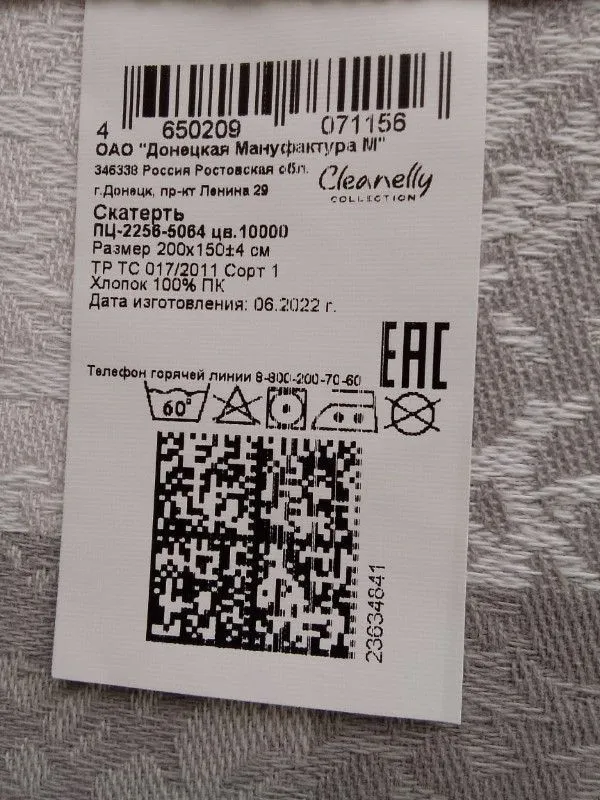 4 650209 071156
ОАО "Донецкая Мануфактура М"
346338 Россия Ростовская обл.
г.Донецк, пр-кт Ленина 29
Cleanelly
COLLECTION
Скатерть
ПЦ-2256-5064 цв.10000
Размер 200х150±4 см
ТР ТС 017/2011 Сорт 1
Хлопок 100% ПК
Дата изготовления: 06.2022 г.
EAC
Телефон горячей линии 8-800-200-70-60
60°
23634841